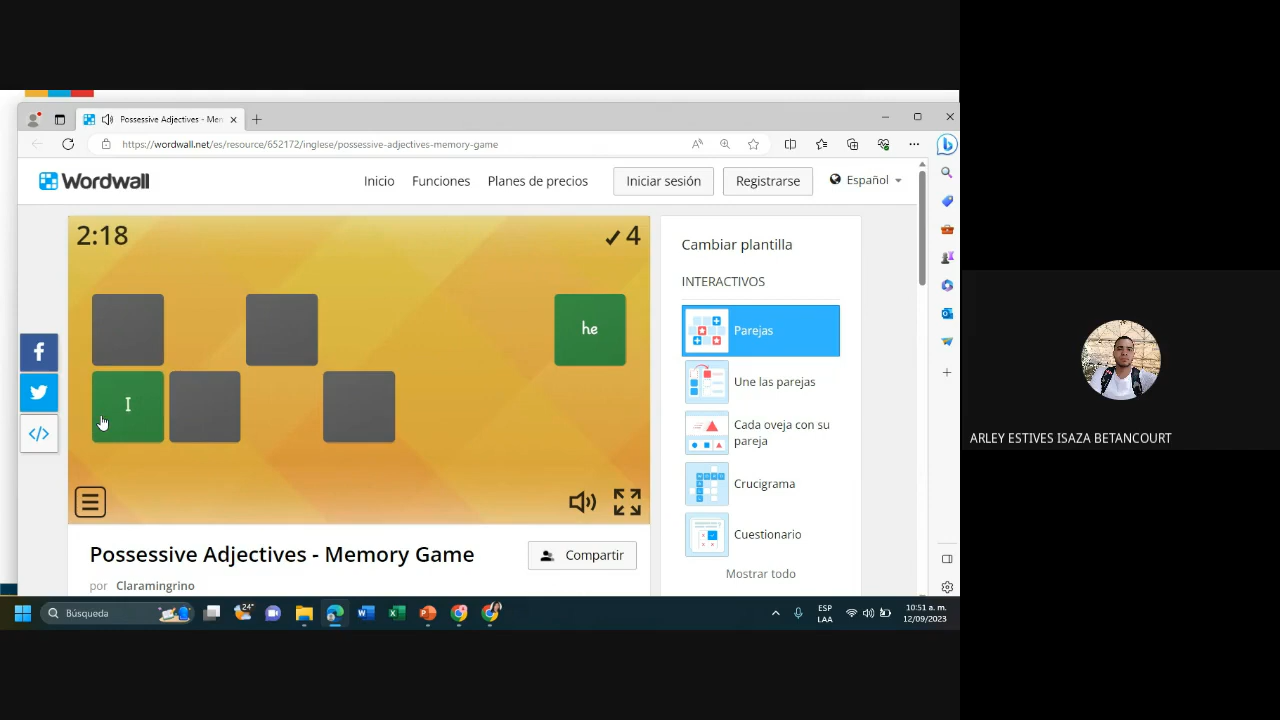 Possessive Adjectives - Men
https://wordwall.net/es/resource/652172/inglese/possessive-adjectives-memory-game
Wordwall
Inicio
Funciones
Planes de precios
Iniciar sesión
Registrarse
Español
2:18
4
he
I
Cambiar plantilla
INTERACTIVOS
Parejas
Une las parejas
Cada oveja con su
pareja
Crucigrama
Cuestionario
Mostrar todo
Possessive Adjectives - Memory Game
Compartir
por Claramingrino
ARLEY ESTIVES ISAZA BETANCOURT
Búsqueda
24°
ESP
LAA
10:51 a. m.
12/09/2023